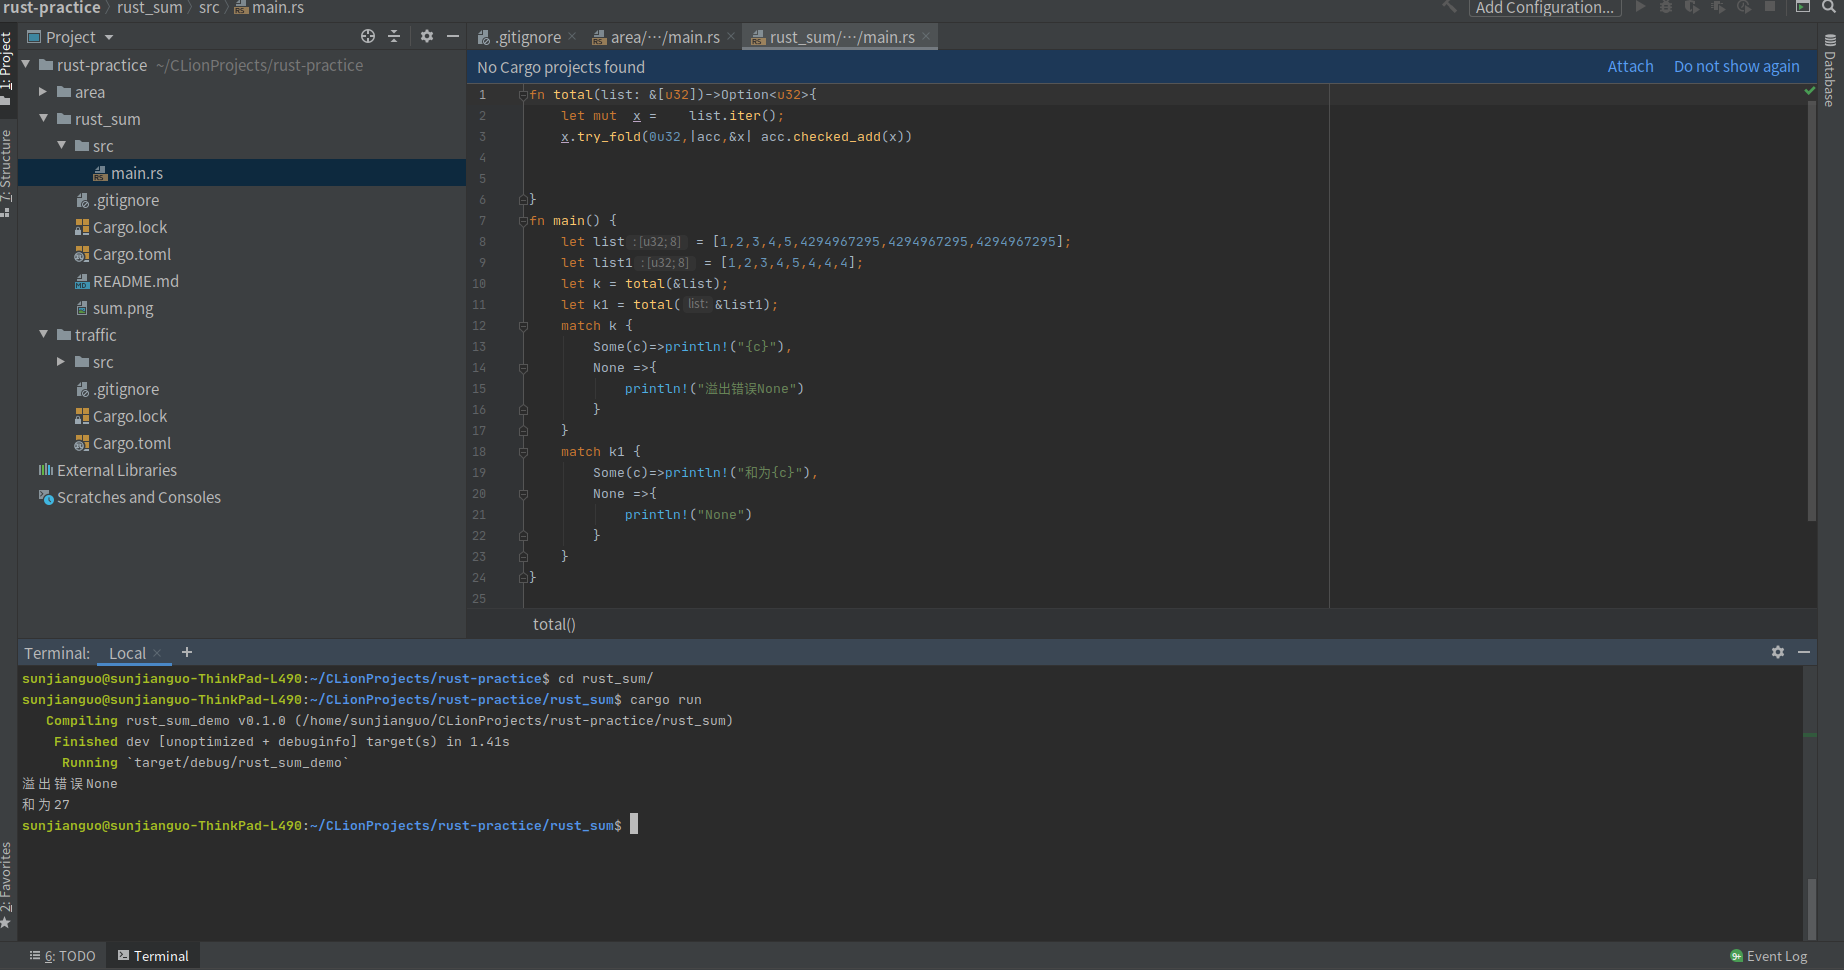 rust-practice rust_sum src main.rs Add Configuration...
1: Project
7: Structure
2: Favorites
Project
rust-practice ~/CLionProjects/rust-practice
area
rust_sum
src
main.rs
.gitignore
Cargo.lock
Cargo.toml
README.md
sum.png
traffic
src
.gitignore
Cargo.lock
Cargo.toml
External Libraries
Scratches and Consoles
.gitignore area/···/main.rs rust_sum/···/main.rs
No Cargo projects found Attach Do not show again
Database
1 fn total(list: &[u32])->Option<u32>{
2 let mut x = list.iter();
3 x.try_fold(0u32,|acc,&x| acc.checked_add(x))
4
5
6 }
7 fn main() {
8 let list :[u32;8] = [1,2,3,4,5,4294967295,4294967295,4294967295];
9 let list1 :[u32;8] = [1,2,3,4,5,4,4,4];
10 let k = total(&list);
11 let k1 = total( list: &list1);
12 match k {
13 Some(c)=>println!("{c}"),
14 None =>{
15 println!("溢出错误None")
16 }
17 }
18 match k1 {
19 Some(c)=>println!("和为{c}"),
20 None =>{
21 println!("None")
22 }
23 }
24 }
25
total()
Terminal: Local +
sunjianguo@sunjianguo-ThinkPad-L490:~/CLionProjects/rust-practice$ cd rust_sum/
sunjianguo@sunjianguo-ThinkPad-L490:~/CLionProjects/rust-practice/rust_sum$ cargo run
Compiling rust_sum_demo v0.1.0 (/home/sunjianguo/CLionProjects/rust-practice/rust_sum)
Finished dev [unoptimized + debuginfo] target(s) in 1.41s
Running `target/debug/rust_sum_demo`
溢出错误None
和为27
sunjianguo@sunjianguo-ThinkPad-L490:~/CLionProjects/rust-practice/rust_sum$
6: TODO Terminal 9+ Event Log